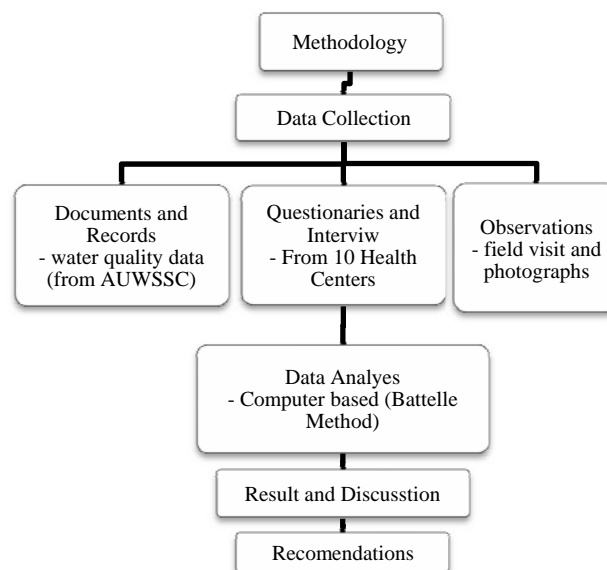 Methodology
Data Collection
Documents and
Records
- water quality data
(from AUWSSC)
Questionaries and
Interviw
- From 10 Health
Centers
Observations
- field visit and
photographs
Data Analyes
- Computer based (Battelle
Method)
Result and Discusstion
Recomendations